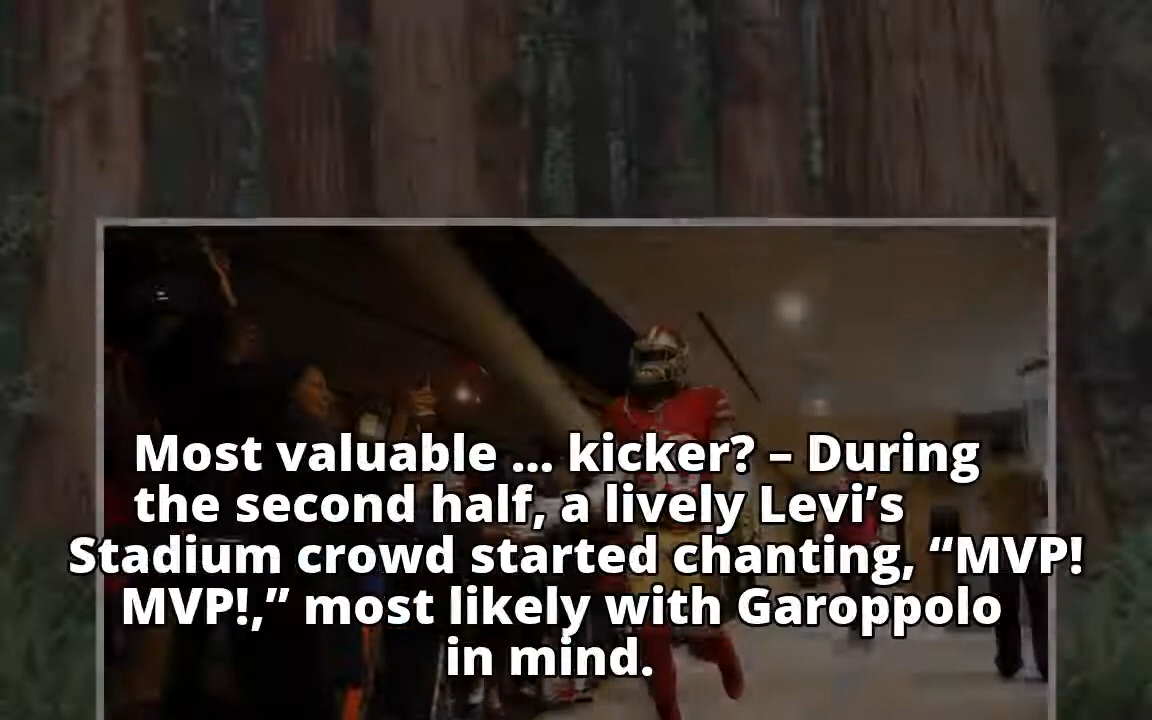 Most valuable … kicker? – During
the second half, a lively Levi’s
Stadium crowd started chanting, “MVP!
MVP!,” most likely with Garoppolo
in mind.